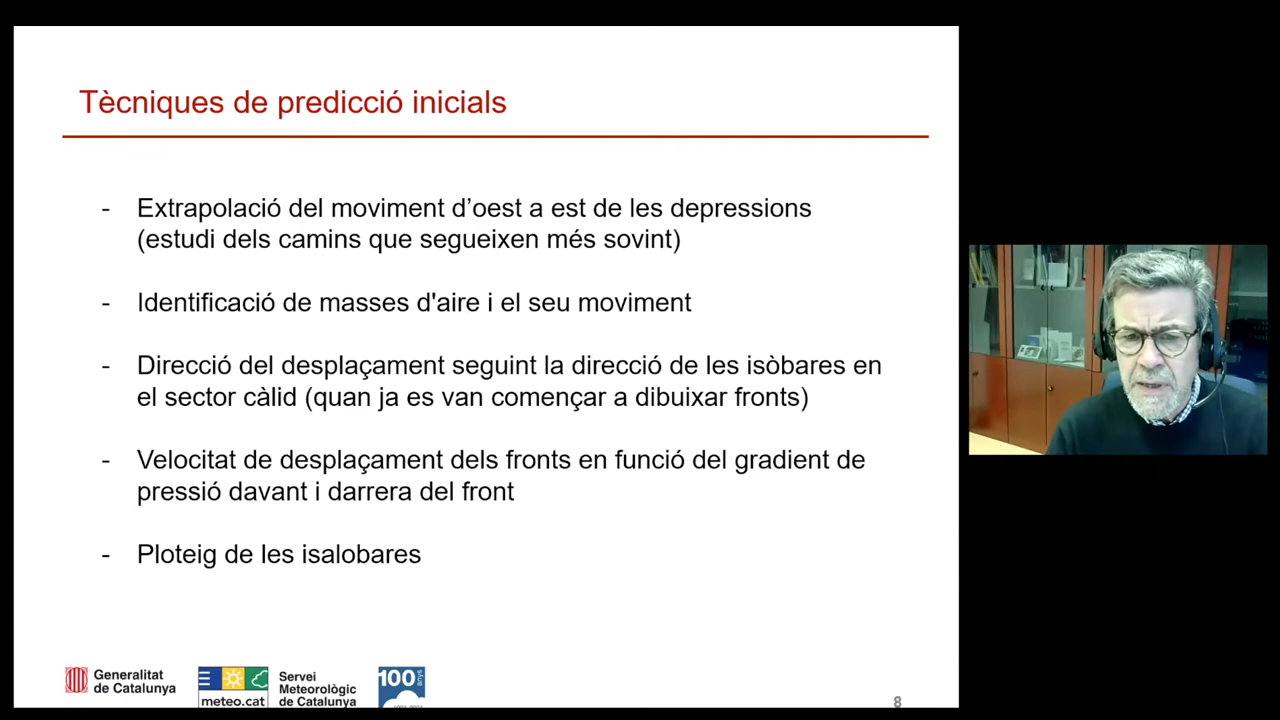 Tècniques de predicció inicials
- Extrapolació del moviment d’oest a est de les depressions
(estudi dels camins que segueixen més sovint)
- Identificació de masses d'aire i el seu moviment
- Direcció del desplaçament seguint la direcció de les isòbares en
el sector càlid (quan ja es van començar a dibuixar fronts)
- Velocitat de desplaçament dels fronts en funció del gradient de
pressió davant i darrera del front
- Ploteig de les isalobares
Generalitat
de Catalunya
meteo.cat
Servei
Meteorològic
de Catalunya
100 anys
8